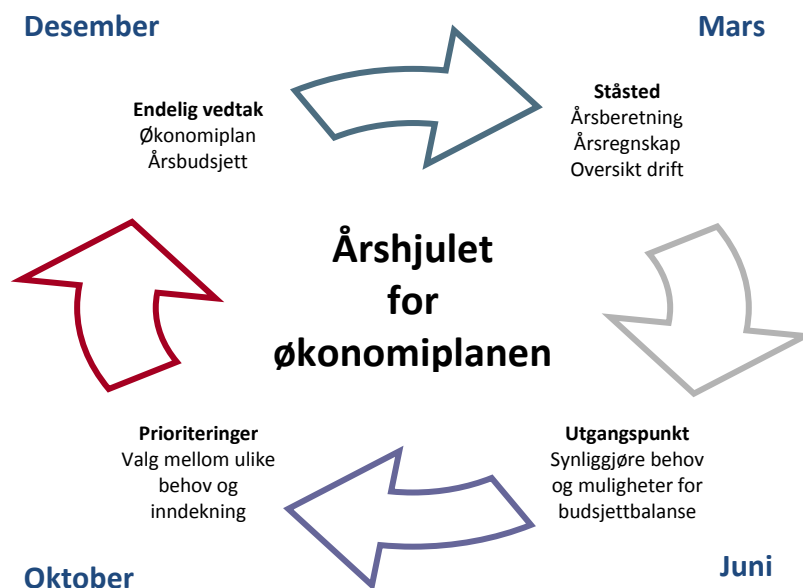 Desember
Mars
Endelig vedtak
Økonomiplan
Årsbudsjett
Ståsted
Årsberetning
Årsregnskap
Oversikt drift
Årshjulet
for
økonomiplanen
Prioriteringer
Valg mellom ulike
behov og
inndekning
Utgangspunkt
Synliggjøre behov
og muligheter for
budsjettbalanse
Oktober
Juni